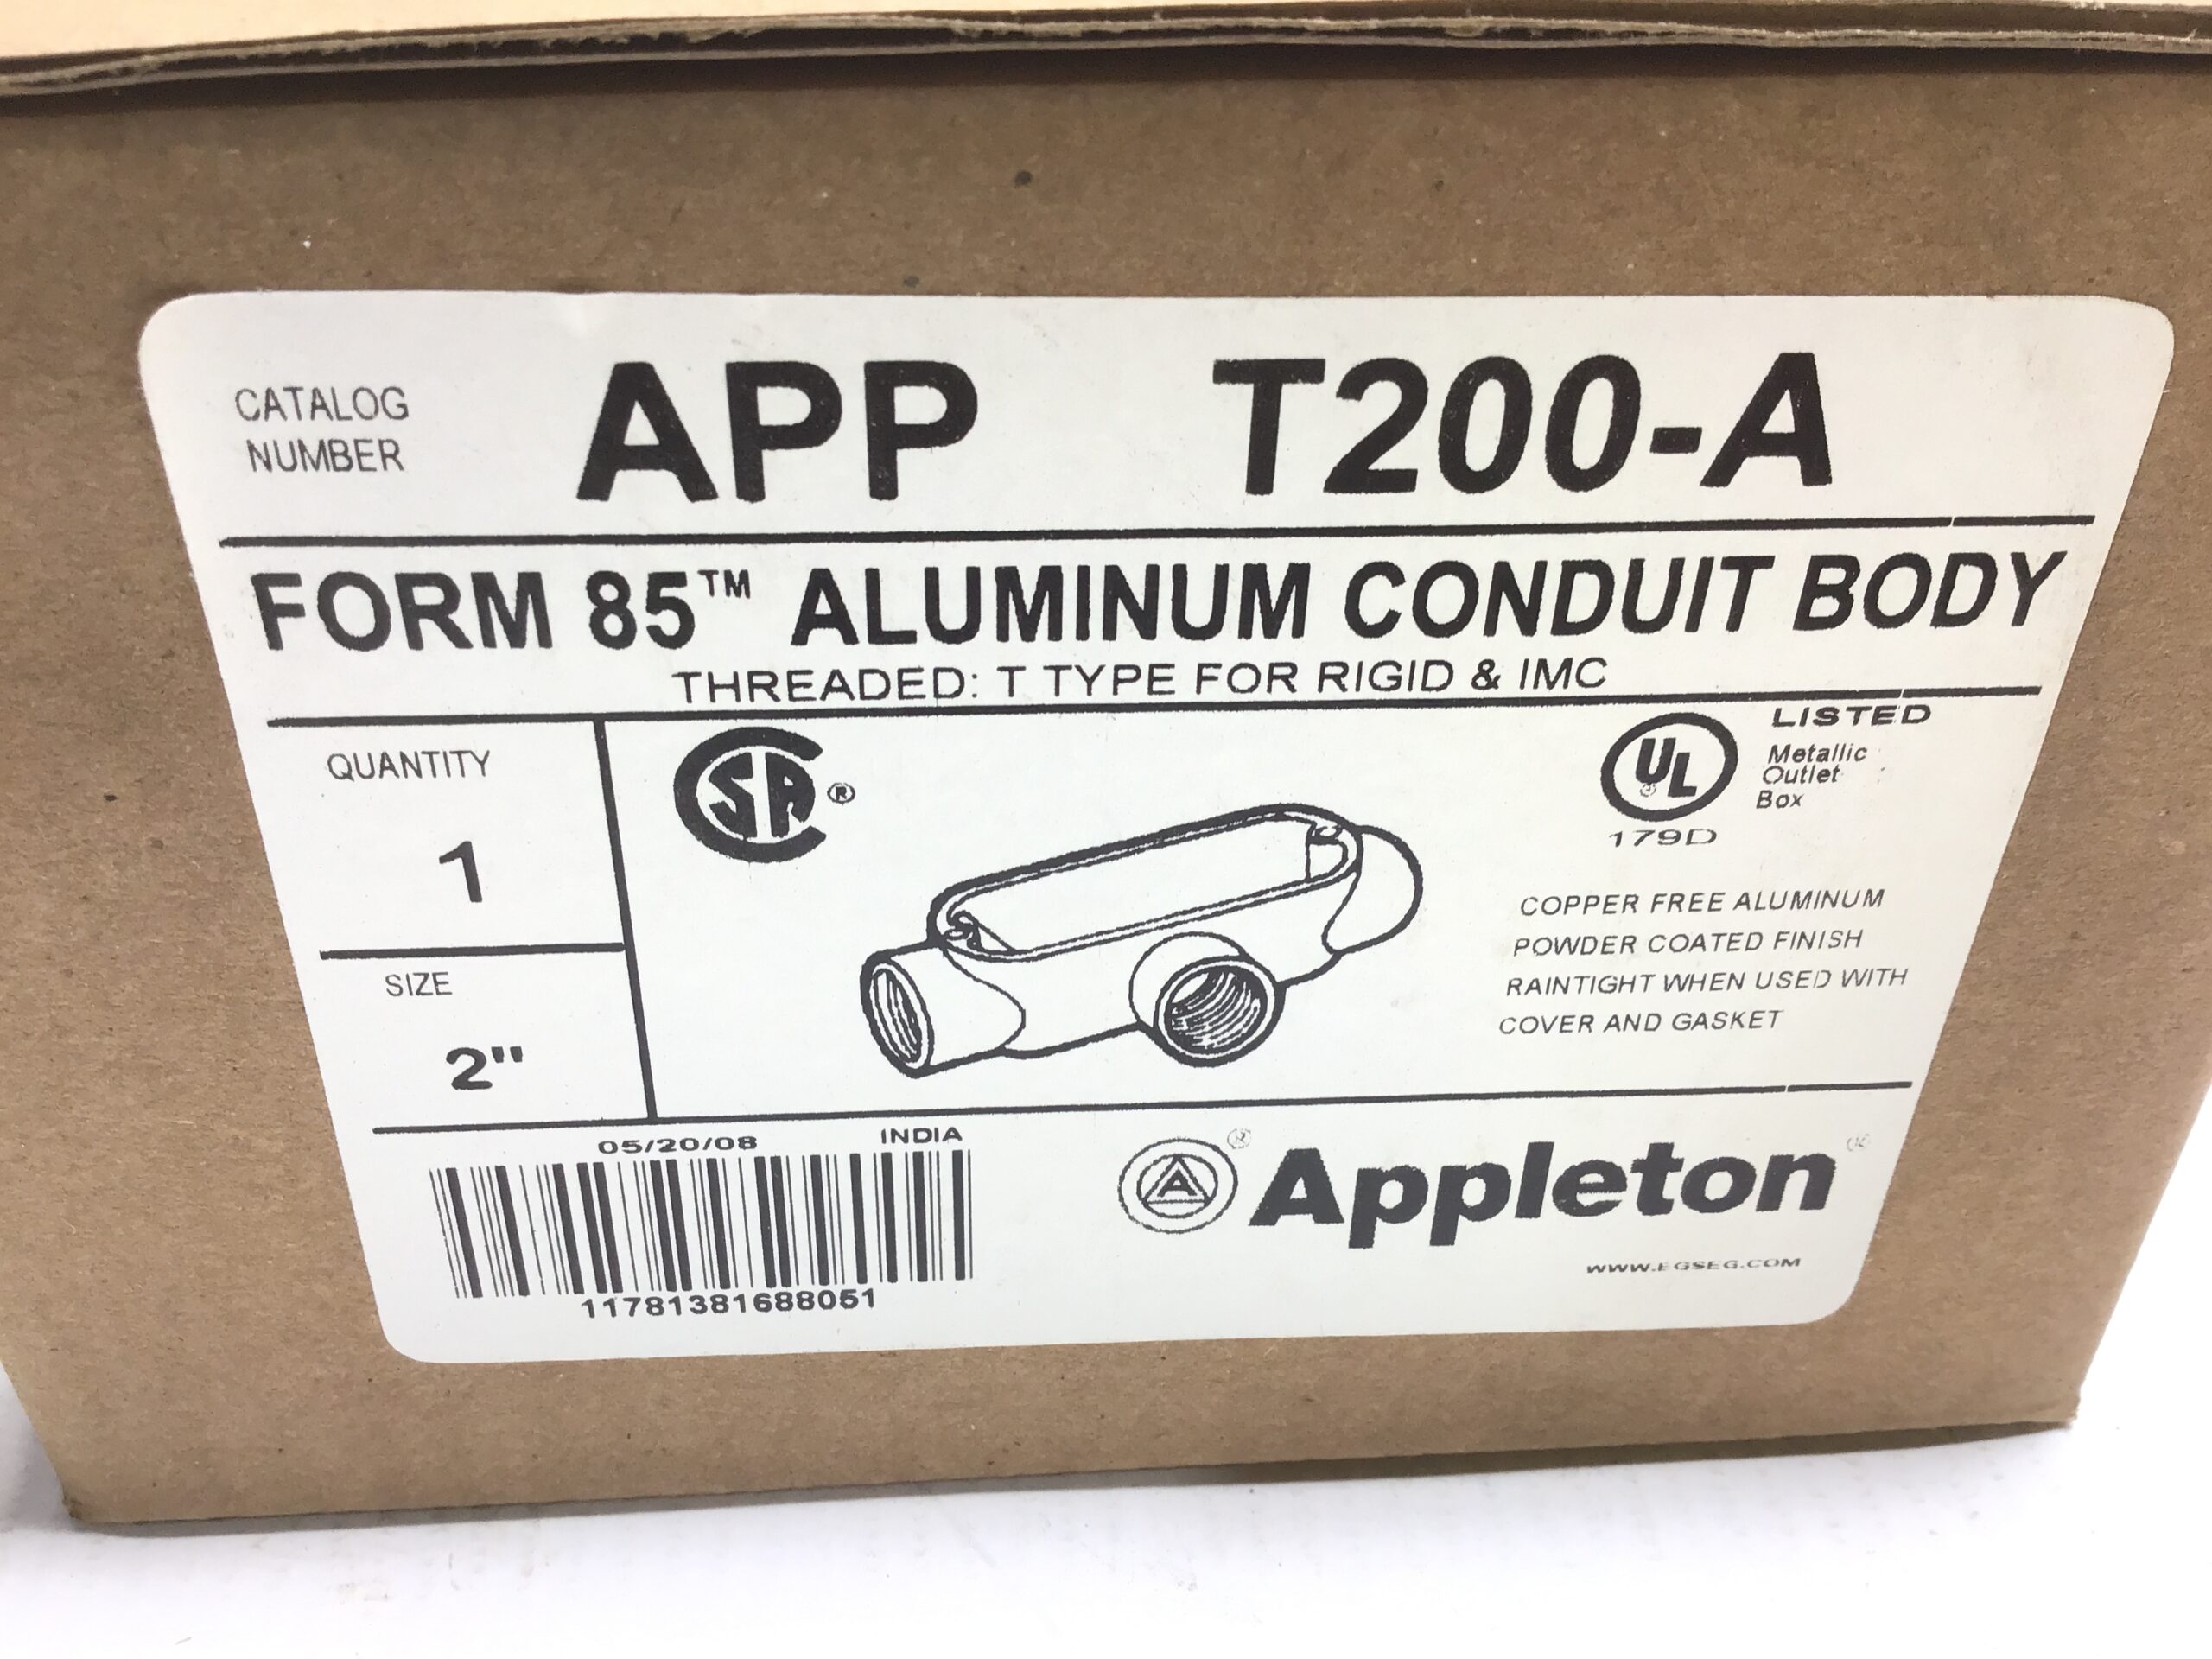 CATALOG
NUMBER
APP T200-A
FORM 85™ ALUMINUM CONDUIT BODY
THREADED: T TYPE FOR RIGID & IMC
QUANTITY
1
SIZE
2"
CSA ®
UL ®
LISTED
Metallic
Outlet
Box
179D
COPPER FREE ALUMINUM
POWDER COATED FINISH
RAINTIGHT WHEN USED WITH
COVER AND GASKET
05/20/08 INDIA
11781381688051
A ® Appleton ®
WWW.EGSEG.COM